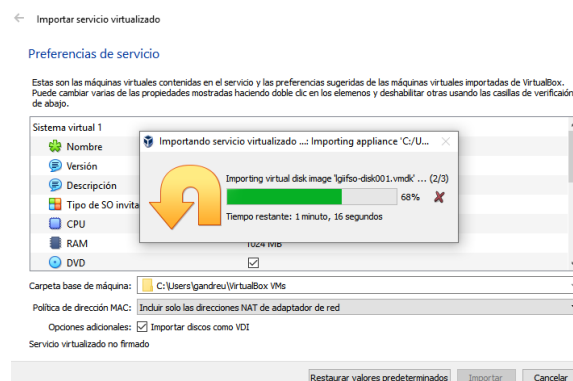 Importar servicio virtualizado
Preferencias de servicio
Estas son las máquinas virtuales contenidas en el servicio y las preferencias sugeridas de las máquinas virtuales importadas de VirtualBox.
Puede cambiar varias de las propiedades mostradas haciendo doble clic en los elemenos y deshabilitar otras usando las casillas de verificaión
de abajo.
Sistema virtual 1
Nombre
Versión
Descripción
Tipo de SO invita
CPU
RAM
1024 MB
DVD
Importando servicio virtualizado ...: Importing appliance 'C:/U...
Importing virtual disk image 'lgiifso-disk001.vmdk' ... (2/3)
68%
Tiempo restante: 1 minuto, 16 segundos
Carpeta base de máquina: C:\Users\gandreu\VirtualBox VMs
Política de dirección MAC: Incluir solo las direcciones NAT de adaptador de red
Opciones adicionales: Importar discos como VDI
Servicio virtualizado no firmado
Restaurar valores predeterminados Importar Cancelar